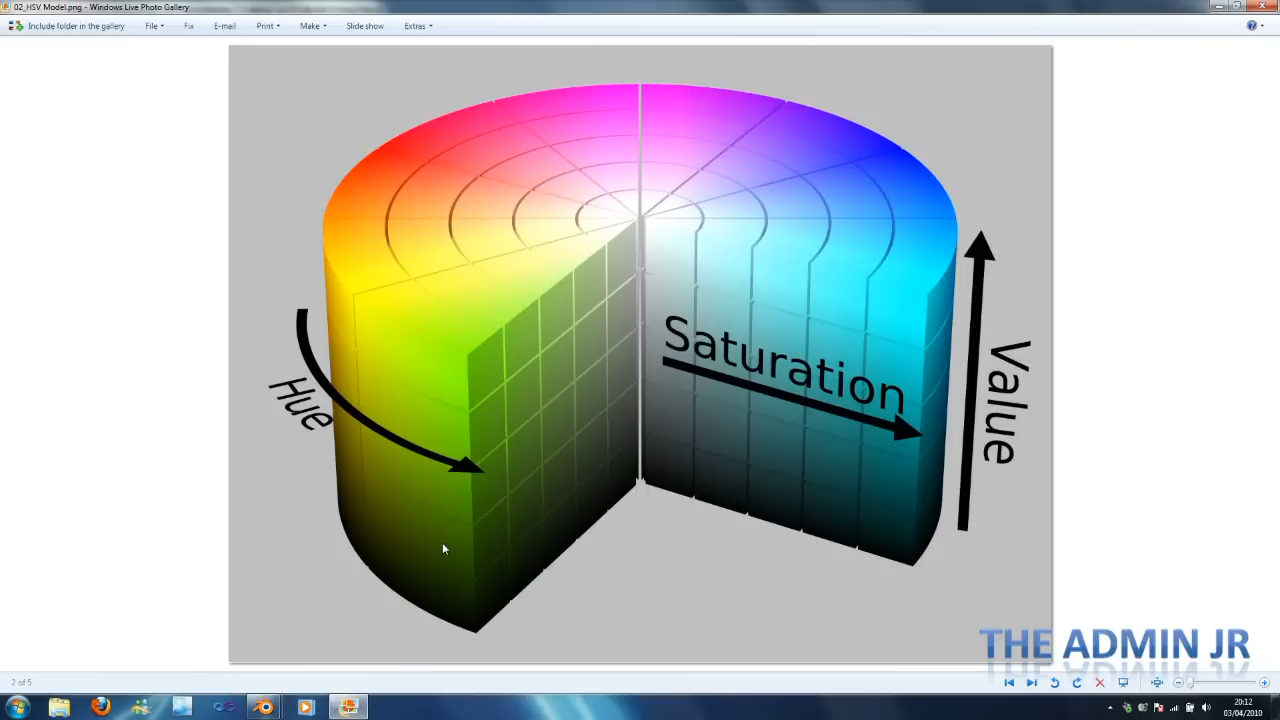 02_HSV Model.png - Windows Live Photo Gallery
Include folder in the gallery File Fix E-mail Print Make Slide show Extras
Hue
Saturation
Value
THE ADMIN JR
2 of 5
20:12
03/04/2010